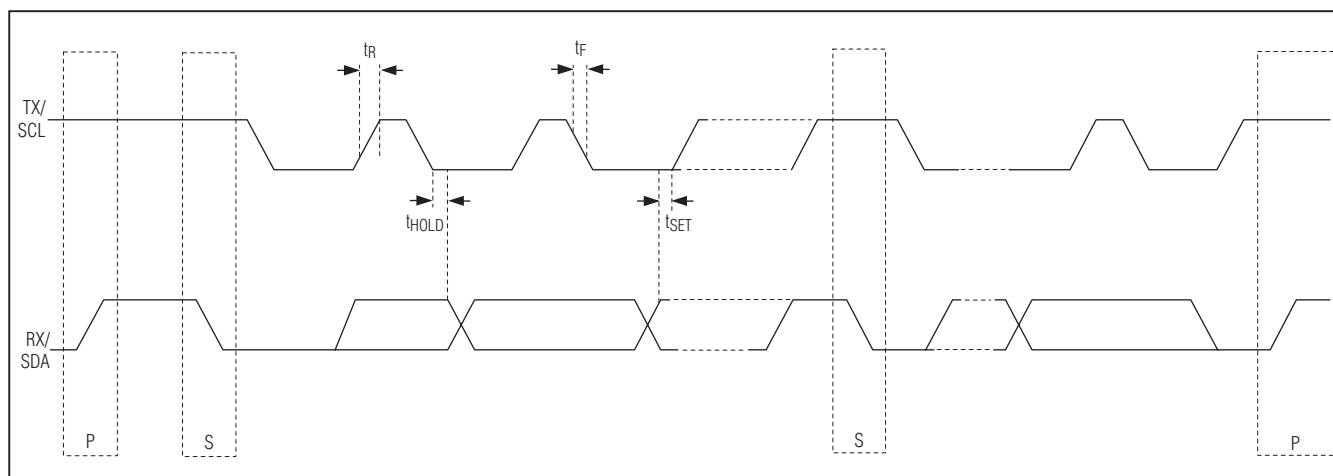 tR
tF
TX/
SCL
tHOLD
tSET
RX/
SDA
P
S
S
P